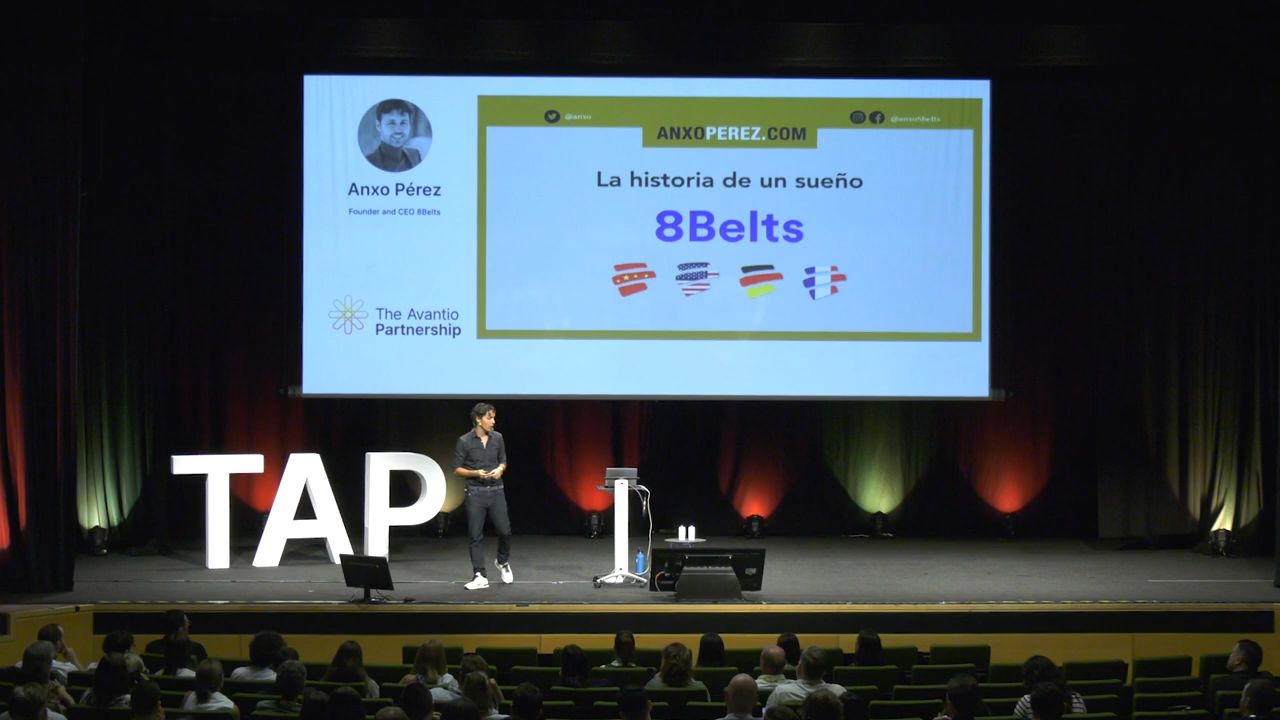 @anxo
@anxo8belts
ANXOPEREZ.COM
Anxo Pérez
Founder and CEO 8Belts
La historia de un sueño
8Belts
The Avantio
Partnership
TAP